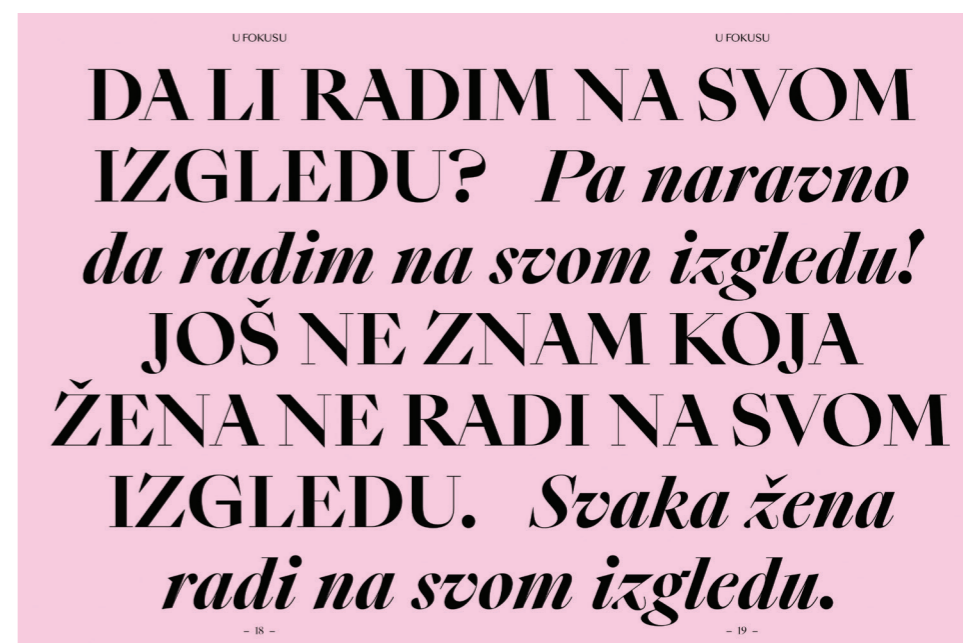 U FOKUSU
U FOKUSU
DA LI RADIM NA SVOM
IZGLEDU? Pa naravno
da radim na svom izgledu!
JOŠ NE ZNAM KOJA
ŽENA NE RADI NA SVOM
IZGLEDU. Svaka žena
radi na svom izgledu.
– 18 –
– 19 –